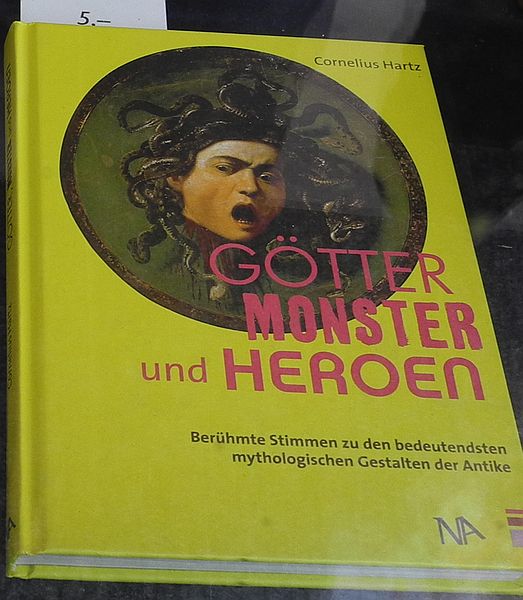 5.–
Cornelius Hartz
GÖTTER
MONSTER
und HEROEN
Berühmte Stimmen zu den bedeutendsten
mythologischen Gestalten der Antike
NA